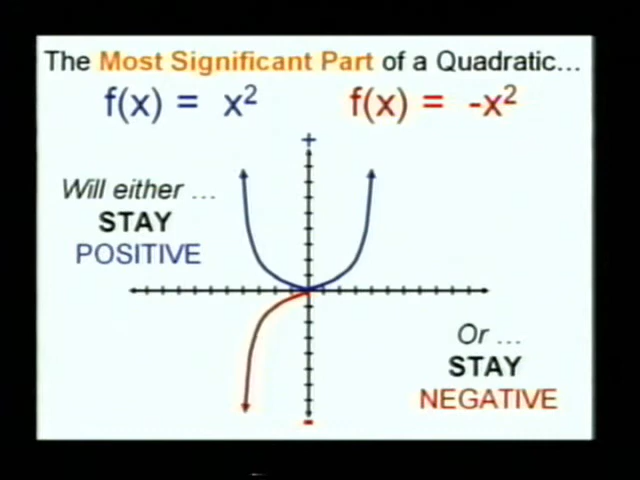 The Most Significant Part of a Quadratic...
f(x) = x² f(x) = -x²
+
Will either ...
STAY
POSITIVE
Or ...
STAY
NEGATIVE
-